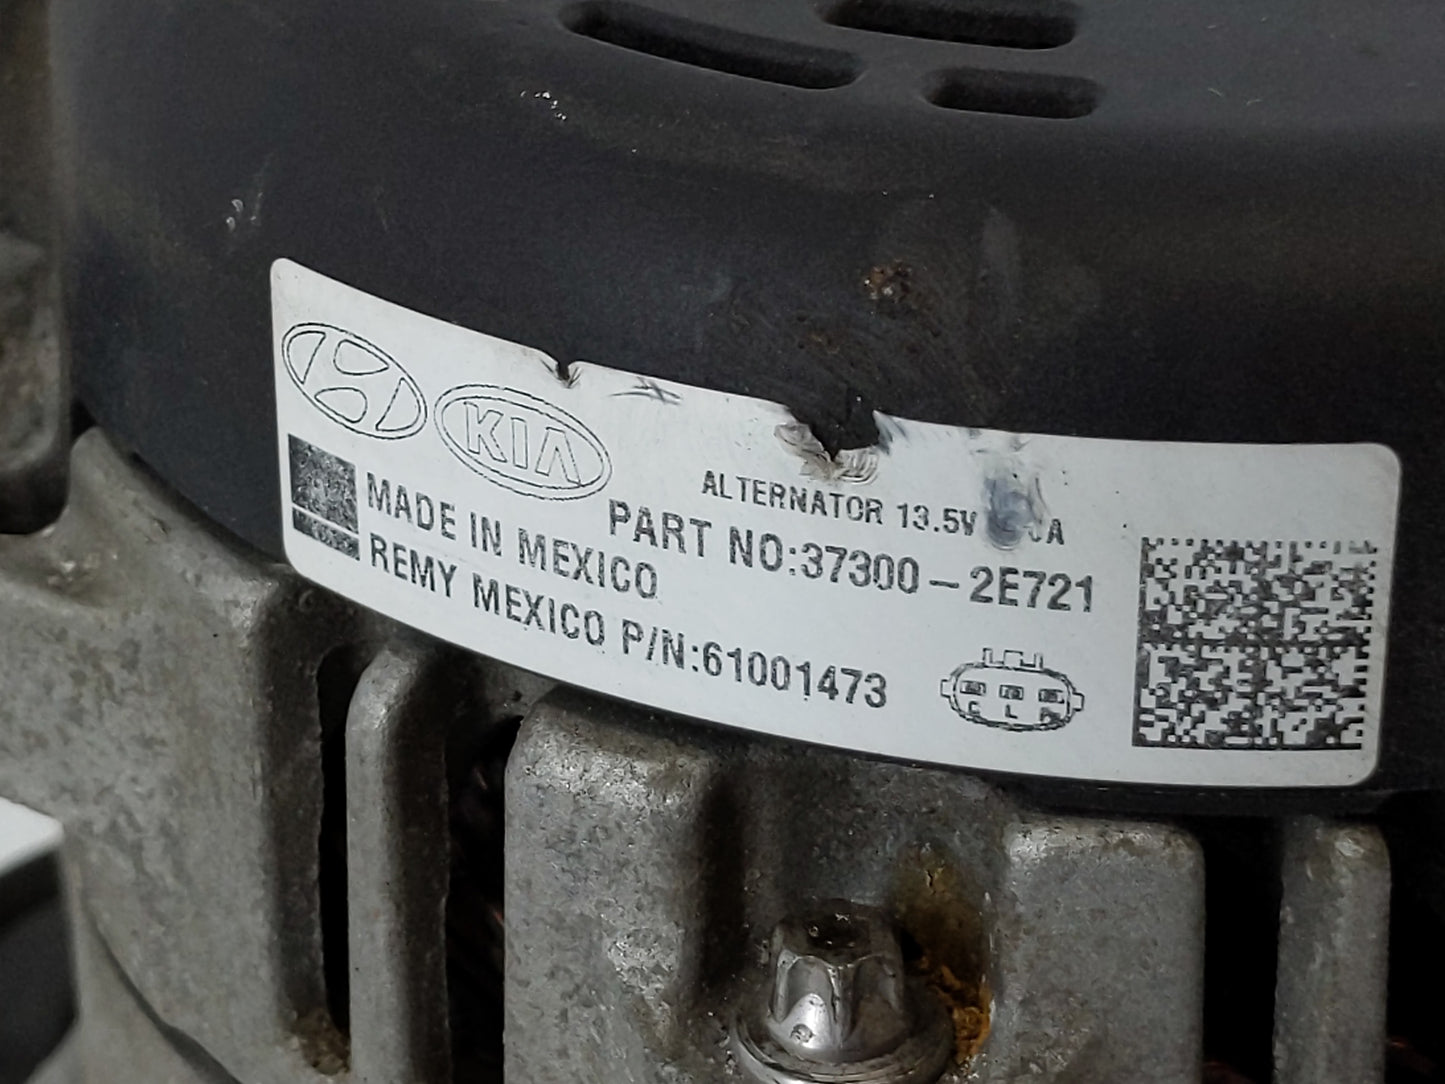 KIA
ALTERNATOR 13.5V
PART NO:37300-2E721
MADE IN MEXICO
REMY MEXICO P/N:61001473
C L